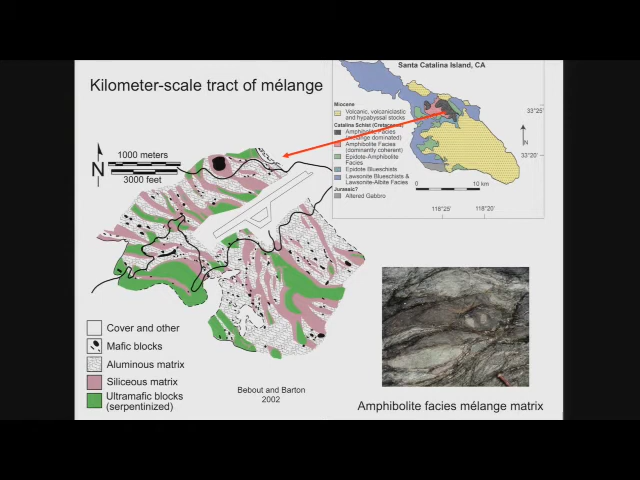 Santa Catalina Island, CA
Kilometer-scale tract of mélange
Miocene
Volcanic, volcaniclastic
and hypabyssal stocks
Catalina Schist (Cretaceous)
Amphibolite Facies
(mélange dominated)
Amphibolite Facies
(dominantly coherent)
Epidote-Amphibolite
Facies
Epidote Blueschists
Lawsonite Blueschists &
Lawsonite-Albite Facies
Jurassic?
Altered Gabbro
33°25'
N
33°20'
0 10 km
118°25' 118°20'
N
1000 meters
3000 feet
Cover and other
Mafic blocks
Aluminous matrix
Siliceous matrix
Ultramafic blocks
(serpentinized)
Bebout and Barton
2002
Amphibolite facies mélange matrix